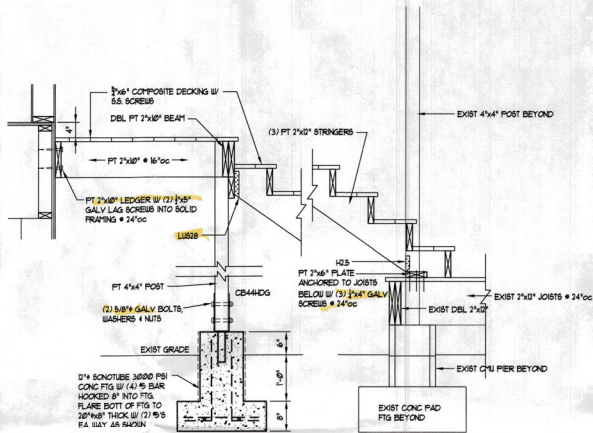 5/4"x6" COMPOSITE DECKING W/
S.S. SCREWS
DBL PT 2"x10" BEAM
EXIST 4"x4" POST BEYOND
4"
(3) PT 2"x12" STRINGERS
PT 2"x10" @ 16"oc
PT 2"x10" LEDGER W/ (2) 1/2"x5"
GALV LAG SCREWS INTO SOLID
FRAMING @ 24"oc
LUS28
H2.5
PT 2"x6" PLATE
ANCHORED TO JOISTS
BELOW W/ (3) 1/4"x4" GALV
SCREWS @ 24"oc
PT 4"x4" POST
CB44HDG
(2) 5/8"ϕ GALV BOLTS,
WASHERS & NUTS
EXIST 2"x12" JOISTS @ 24"oc
EXIST DBL 2"x12"
EXIST GRADE
6"
1'-0"
8"
EXIST CMU PIER BEYOND
12"ϕ SONOTUBE 3000 PSI
CONC FTG W/ (4) #5 BAR
HOOKED 8" INTO FTG.
FLARE BOTT OF FTG TO
20"ϕx8" THICK W/ (2) #5'S
EA. WAY AS SHOWN
EXIST CONC PAD
FTG BEYOND